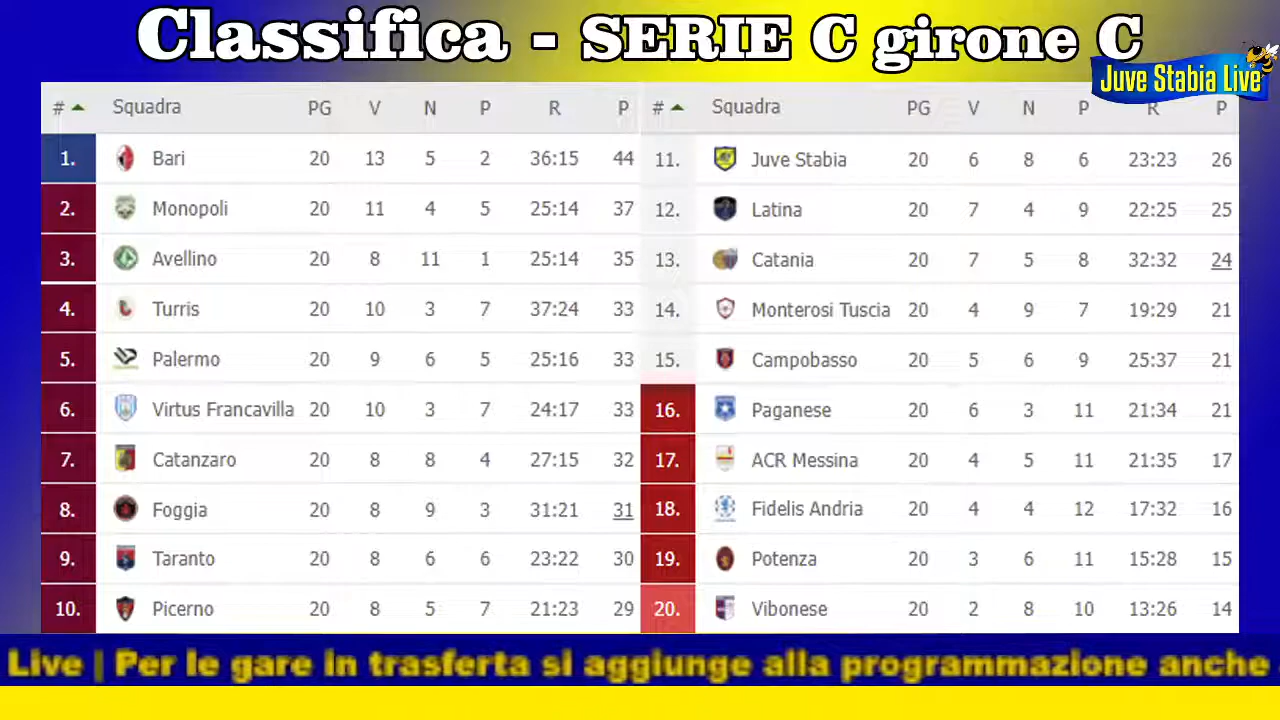 Classifica - SERIE C girone C
Juve Stabia Live
# Squadra PG V N P R P
1. Bari 20 13 5 2 36:15 44
2. Monopoli 20 11 4 5 25:14 37
3. Avellino 20 8 11 1 25:14 35
4. Turris 20 10 3 7 37:24 33
5. Palermo 20 9 6 5 25:16 33
6. Virtus Francavilla 20 10 3 7 24:17 33
7. Catanzaro 20 8 8 4 27:15 32
8. Foggia 20 8 9 3 31:21 31
9. Taranto 20 8 6 6 23:22 30
10. Picerno 20 8 5 7 21:23 29
# Squadra PG V N P R P
11. Juve Stabia 20 6 8 6 23:23 26
12. Latina 20 7 4 9 22:25 25
13. Catania 20 7 5 8 32:32 24
14. Monterosi Tuscia 20 4 9 7 19:29 21
15. Campobasso 20 5 6 9 25:37 21
16. Paganese 20 6 3 11 21:34 21
17. ACR Messina 20 4 5 11 21:35 17
18. Fidelis Andria 20 4 4 12 17:32 16
19. Potenza 20 3 6 11 15:28 15
20. Vibonese 20 2 8 10 13:26 14
Live | Per le gare in trasferta si aggiunge alla programmazione anche